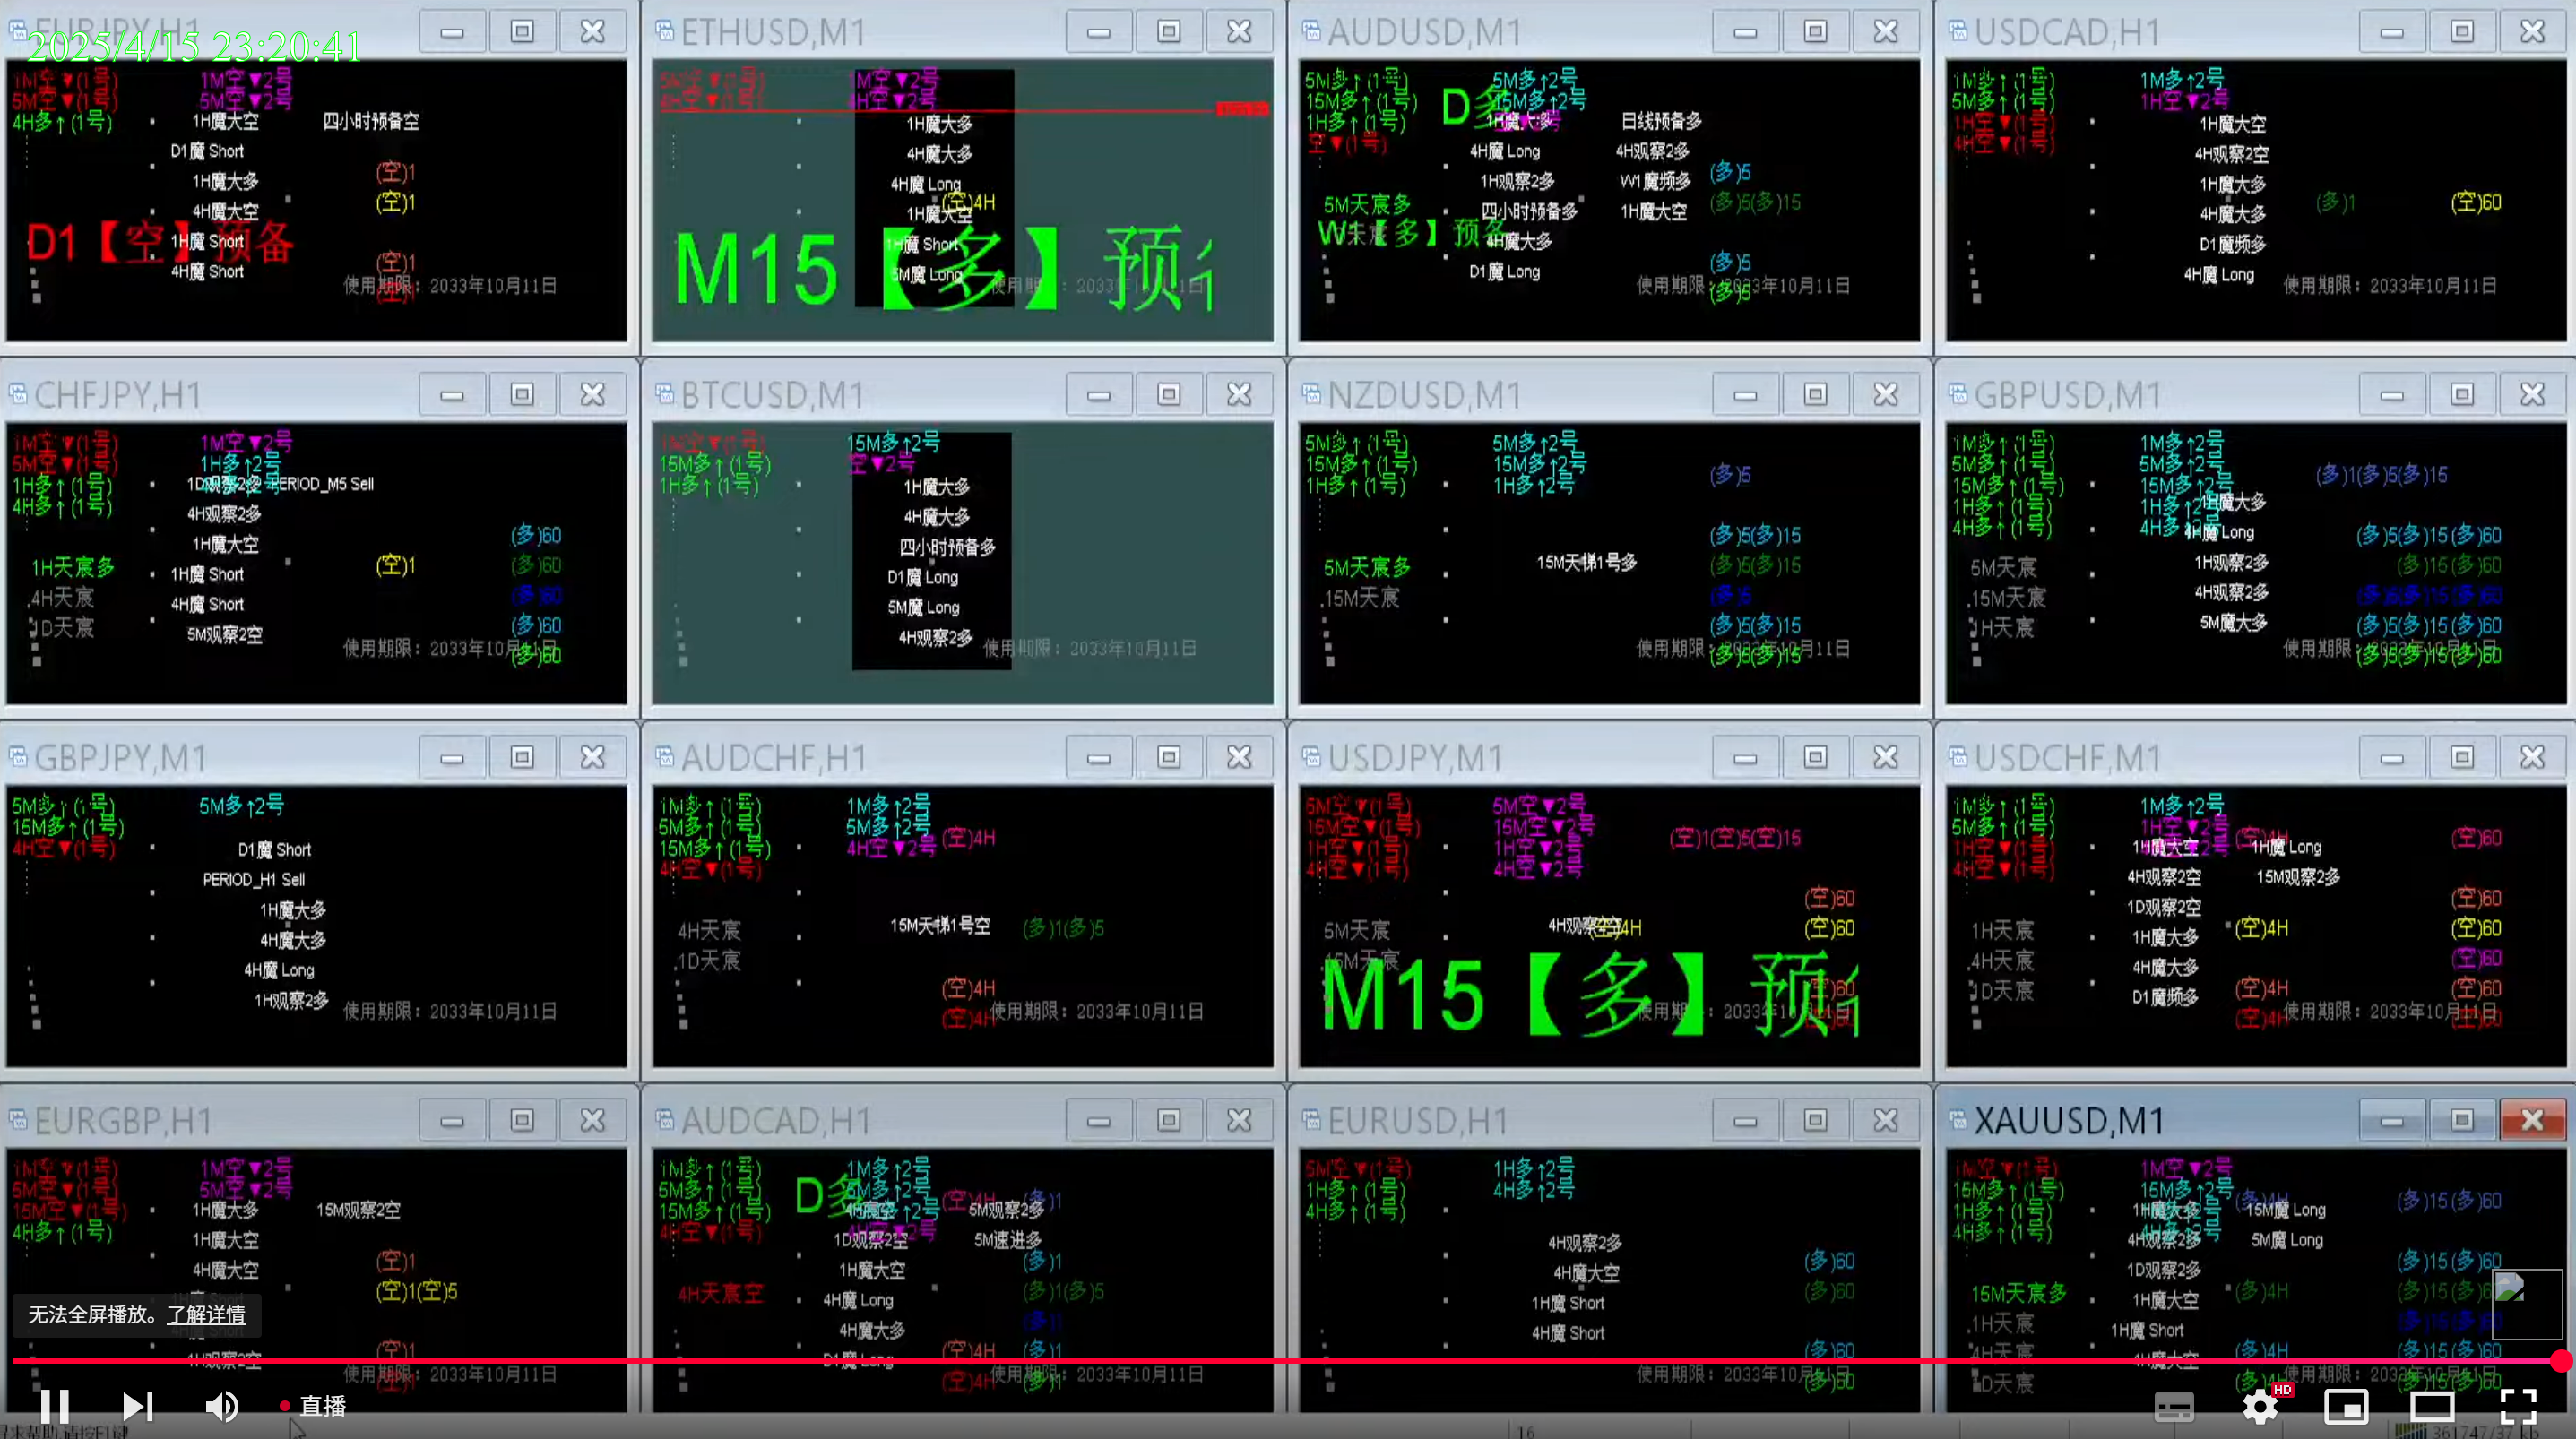 EURJPY,H1
2025/4/15 23:20:41
1M空▼(1号)
1M空▼2号
5M空▼(1号)
5M空▼2号
4H多↑(1号)
1H魔大空
四小时预备空
D1魔 Short
(空)1
1H魔大多
(空)1
4H魔大空
D1【空】预备
1H魔 Short
(空)1
4H魔 Short
使用期限：2033年10月11日
ETHUSD,M1
1M空▼2号
4H空▼2号
1H魔大多
4H魔大多
4H魔 Long
(空)4H
1H魔大空
1H魔 Short
M15【多】预
5M魔 Long
AUDUSD,M1
5M多↑(1号)
5M多↑2号
15M多↑(1号)
15M多↑2号
D多
1H多↑(1号)
1H魔大多
日线预备多
空▼(1号)
4H魔 Long
4H观察2多
(多)5
1H观察2多
W1魔频多
5M天宸多
(多)5(多)15
四小时预备多
1H魔大空
W1【多】预备
4H魔大多
(多)5
D1魔 Long
使用期限：2033年10月11日
(多)5
USDCAD,H1
1M多↑(1号)
1M多↑2号
5M多↑(1号)
1H空▼2号
1H空▼(1号)
1H魔大空
4H空▼(1号)
4H观察2空
1H魔大多
(多)1
(空)60
4H魔大多
D1魔频多
4H魔 Long
使用期限：2033年10月11日
CHFJPY,H1
1M空▼(1号)
1M空▼2号
5M空▼(1号)
1H多↑2号
1H多↑(1号)
1D观察2多
PERIOD_M5 Sell
4H多↑(1号)
4H观察2多
(多)60
1H魔大空
1H天宸多
(空)1
(多)60
1H魔 Short
4H天宸
(多)60
4H魔 Short
1D天宸
5M观察2空
(多)60
使用期限：2033年10月11日
(多)60
BTCUSD,M1
1M空▼(1号)
15M多↑2号
15M多↑(1号)
空▼2号
1H多↑(1号)
1H魔大多
4H魔大多
四小时预备多
D1魔 Long
5M魔 Long
4H观察2多
使用期限：2033年10月11日
NZDUSD,M1
5M多↑(1号)
5M多↑2号
15M多↑(1号)
15M多↑2号
(多)5
1H多↑(1号)
1H多↑2号
(多)5(多)15
5M天宸多
15M天梯1号多
(多)5(多)15
15M天宸
(多)5
(多)5(多)15
使用期限：2033年10月11日
(多)5(多)15
GBPUSD,M1
1M多↑(1号)
1M多↑2号
5M多↑(1号)
5M多↑2号
(多)1(多)5(多)15
15M多↑(1号)
15M多↑2号
1H多↑(1号)
1H多↑2号
1H魔大多
4H多↑(1号)
4H多↑2号
4H魔 Long
(多)5(多)15(多)60
5M天宸
1H观察2多
(多)15(多)60
15M天宸
4H观察2多
(多)5(多)15(多)60
1H天宸
5M魔大多
(多)5(多)15(多)60
使用期限：2033年10月11日
(多)5(多)15(多)60
GBPJPY,M1
5M多↑(1号)
5M多↑2号
15M多↑(1号)
4H空▼(1号)
D1魔 Short
PERIOD_H1 Sell
1H魔大多
4H魔大多
4H魔 Long
1H观察2多
使用期限：2033年10月11日
AUDCHF,H1
1M多↑(1号)
1M多↑2号
5M多↑(1号)
5M多↑2号
15M多↑(1号)
4H空▼2号
(空)4H
4H空▼(1号)
4H天宸
15M天梯1号空
(多)1(多)5
1D天宸
(空)4H
(空)4H
使用期限：2033年10月11日
USDJPY,M1
5M空▼(1号)
5M空▼2号
15M空▼(1号)
15M空▼2号
(空)1(空)5(空)15
1H空▼(1号)
1H空▼2号
4H空▼(1号)
4H空▼2号
(空)60
5M天宸
4H观察2空
(空)4H
(空)60
15M天宸
M15【多】预
(空)60
USDCHF,M1
1M多↑(1号)
1M多↑2号
5M多↑(1号)
1H空▼2号
(空)4H
(空)60
1H空▼(1号)
1H魔大空
1H魔 Long
4H空▼(1号)
4H观察2空
15M观察2多
1D观察2空
(空)60
1H天宸
1H魔大多
(空)4H
(空)60
4H天宸
4H魔大多
(空)60
1D天宸
D1魔频多
(空)4H
(空)60
(空)4H
使用期限：2033年10月11日
EURGBP,H1
1M空▼(1号)
1M空▼2号
5M空▼(1号)
5M空▼2号
15M空▼(1号)
1H魔大多
15M观察2空
4H多↑(1号)
1H魔大空
4H魔大空
(空)1
(空)1(空)5
无法全屏播放。了解详情
(空)1
1H观察2空
使用期限：2033年10月11日
AUDCAD,H1
1M多↑(1号)
1M多↑2号
5M多↑(1号)
D多
(空)4H
(多)1
15M多↑(1号)
5M观察2多
4H空▼(1号)
1D观察2空
5M速进多
1H魔大空
(多)1
4H天宸空
4H魔 Long
(多)1(多)5
4H魔大多
(空)4H
(多)1
D1魔 Long
(空)4H
(多)1
使用期限：2033年10月11日
EURUSD,H1
5M空▼(1号)
1H多↑2号
1H多↑(1号)
4H多↑2号
4H多↑(1号)
4H观察2多
4H魔大空
(多)60
1H魔 Short
(多)60
4H魔 Short
(多)60
使用期限：2033年10月11日
(多)60
XAUUSD,M1
1M空▼(1号)
1M空▼2号
15M多↑(1号)
15M多↑2号
(多)4H
(多)15(多)60
1H多↑(1号)
1H魔大多
15M魔 Long
4H多↑(1号)
4H观察2多
5M魔 Long
1D观察2多
(多)15(多)60
15M天宸多
1H魔大空
(多)4H
1H天宸
1H魔 Short
4H天宸
4H魔大空
(多)4H
(多)15(多)60
使用期限：2033年10月11日
直播
HD
16
361747/37 kb